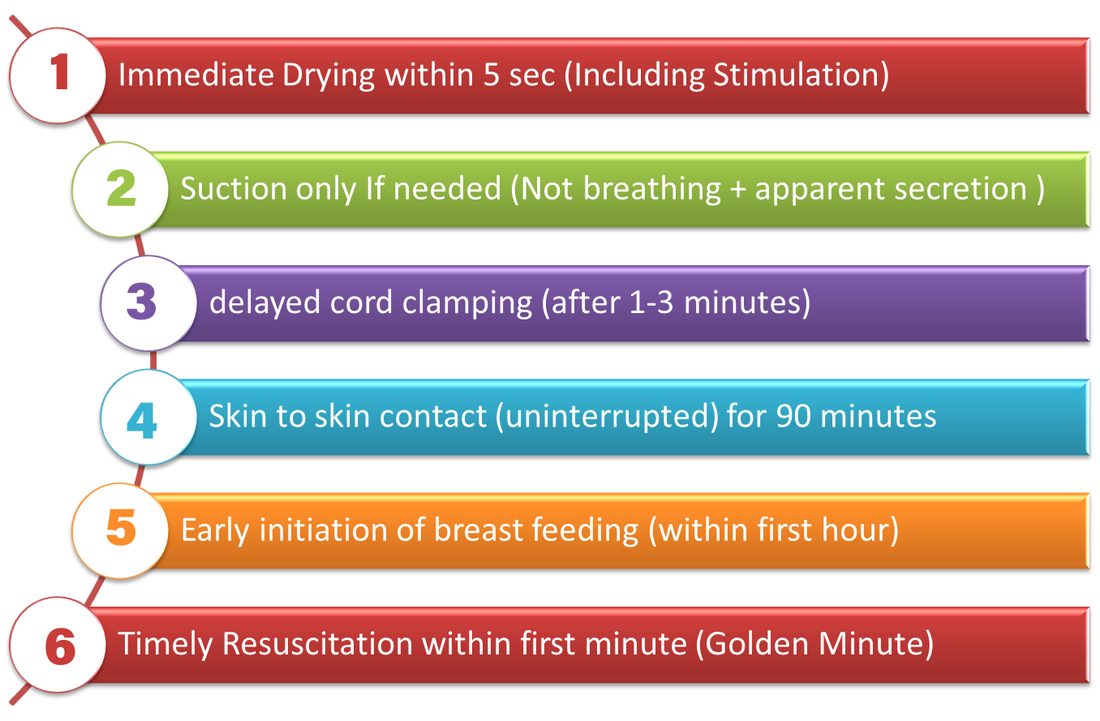 1 Immediate Drying within 5 sec (Including Stimulation)
2 Suction only If needed (Not breathing + apparent secretion )
3 delayed cord clamping (after 1-3 minutes)
4 Skin to skin contact (uninterrupted) for 90 minutes
5 Early initiation of breast feeding (within first hour)
6 Timely Resuscitation within first minute (Golden Minute)